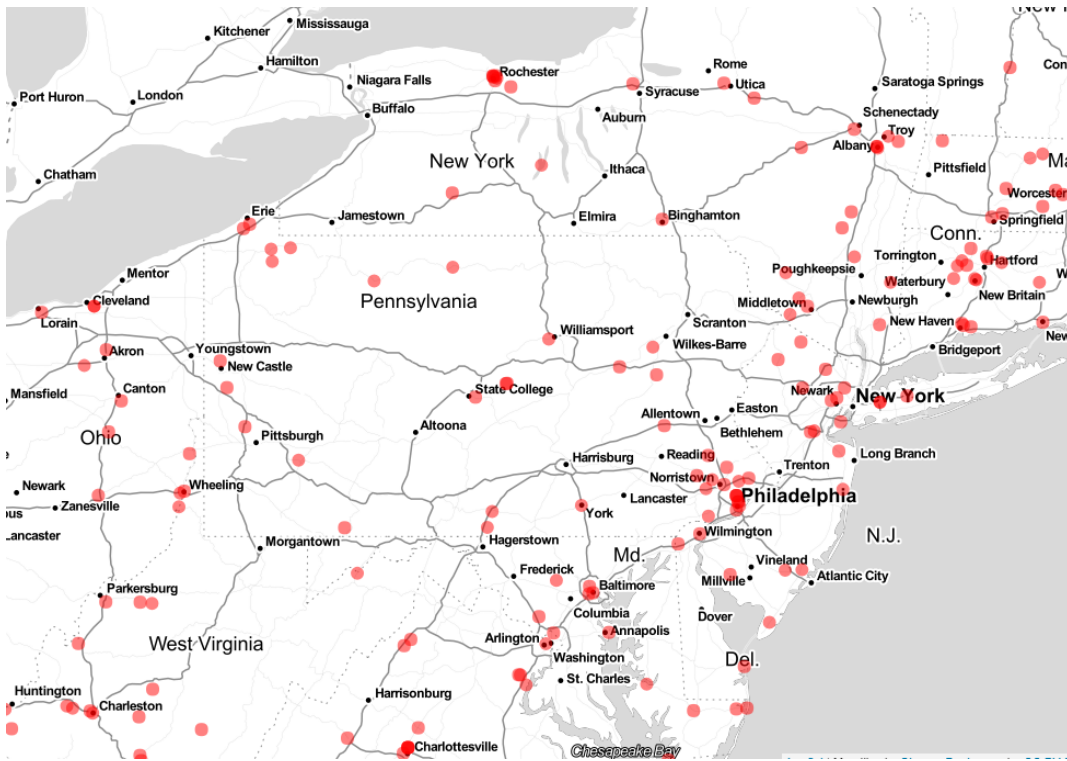 New
Mississauga
Kitchener
Hamilton
Rochester
Rome
Con
Niagara Falls
Saratoga Springs
Port Huron
London
Buffalo
Syracuse
Utica
Auburn
Schenectady
Troy
Albany
New York
Ma
Chatham
Ithaca
Pittsfield
Worcester
Erie
Jamestown
Elmira
Binghamton
Springfield
Conn.
Torrington
Hartford
Mentor
Poughkeepsie
Waterbury
Cleveland
Pennsylvania
Middletown
Newburgh
New Britain
Lorain
Scranton
New Haven
New
Williamsport
Wilkes-Barre
Akron
Youngstown
Bridgeport
New Castle
Mansfield
Canton
State College
Newark
New York
Allentown
Easton
Ohio
Altoona
Bethlehem
Pittsburgh
Long Branch
Harrisburg
Reading
Trenton
Norristown
Newark
Wheeling
Lancaster
Philadelphia
Zanesville
York
bus
Lancaster
Wilmington
N.J.
Morgantown
Hagerstown
Md.
Vineland
Frederick
Millville
Atlantic City
Parkersburg
Baltimore
Columbia
Dover
West Virginia
Arlington
Annapolis
Washington
Del.
St. Charles
Huntington
Harrisonburg
Charleston
Charlottesville
Chesapeake Bay